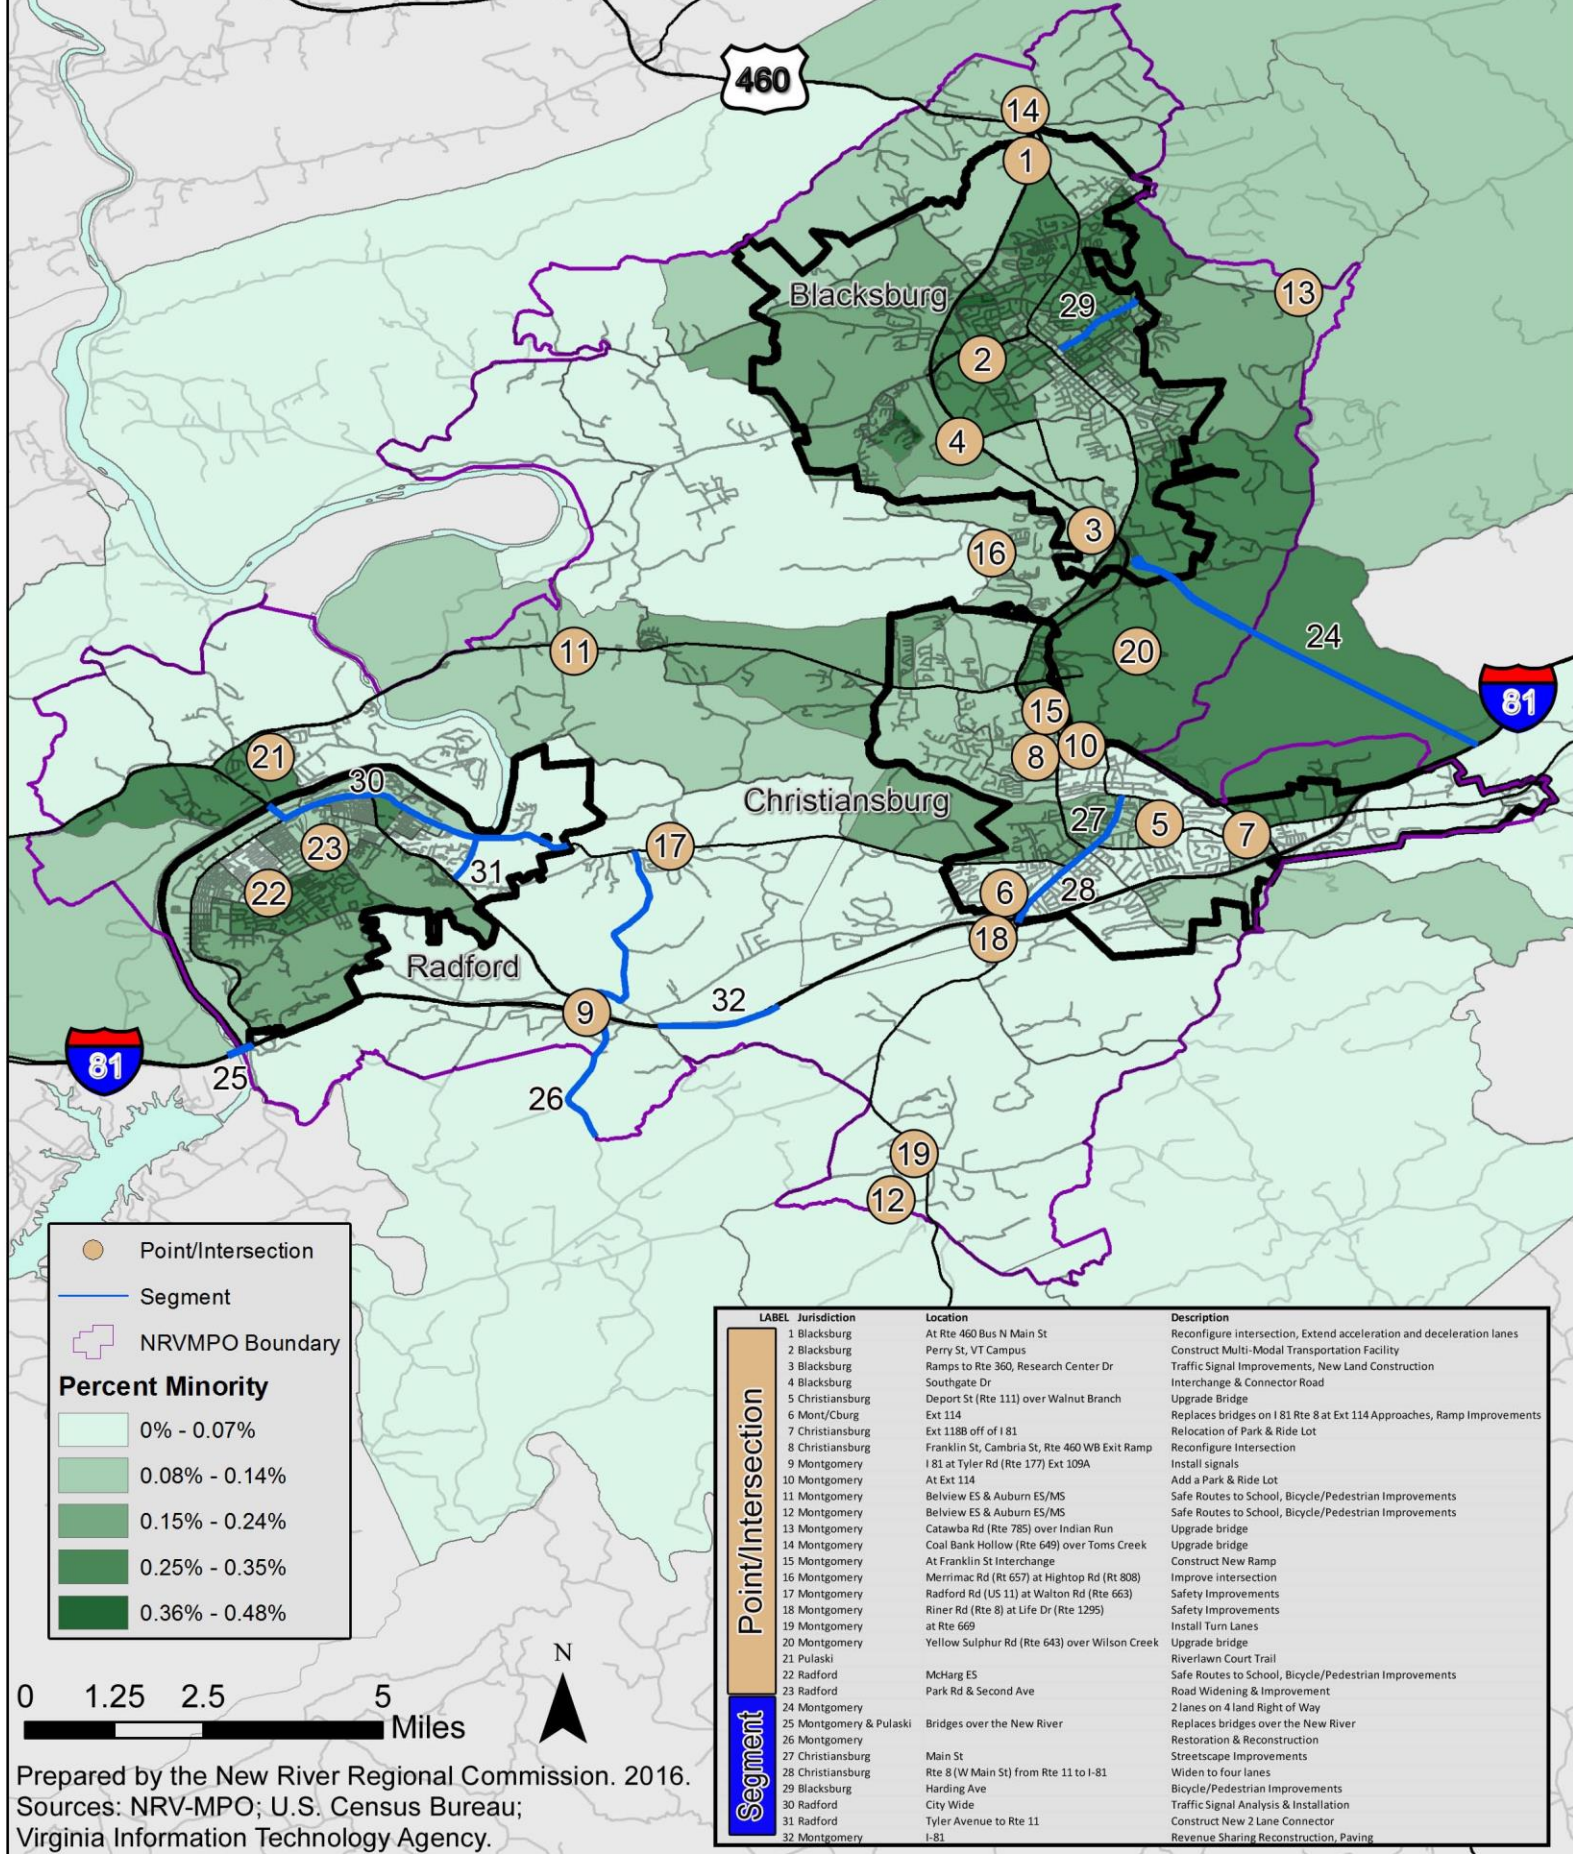 460
14
1
Blacksburg
29
13
2
4
3
16
24
11
20
81
15
21
8
10
30
Christiansburg
27
5
7
23
17
31
22
6
28
18
Radford
32
9
81
25
26
19
12
Point/Intersection
Segment
NRVMPO Boundary
Percent Minority
0% - 0.07%
0.08% - 0.14%
0.15% - 0.24%
0.25% - 0.35%
0.36% - 0.48%
N
0 1.25 2.5 5
Miles
Prepared by the New River Regional Commission. 2016.
Sources: NRV-MPO; U.S. Census Bureau;
Virginia Information Technology Agency.
LABEL Jurisdiction Location Description
Point/Intersection
1 Blacksburg At Rte 460 Bus N Main St Reconfigure intersection, Extend acceleration and deceleration lanes
2 Blacksburg Perry St, VT Campus Construct Multi-Modal Transportation Facility
3 Blacksburg Ramps to Rte 360, Research Center Dr Traffic Signal Improvements, New Land Construction
4 Blacksburg Southgate Dr Interchange & Connector Road
5 Christiansburg Deport St (Rte 111) over Walnut Branch Upgrade Bridge
6 Mont/Cburg Ext 114 Replaces bridges on I 81 Rte 8 at Ext 114 Approaches, Ramp Improvements
7 Christiansburg Ext 118B off of I 81 Relocation of Park & Ride Lot
8 Christiansburg Franklin St, Cambria St, Rte 460 WB Exit Ramp Reconfigure Intersection
9 Montgomery I 81 at Tyler Rd (Rte 177) Ext 109A Install signals
10 Montgomery At Ext 114 Add a Park & Ride Lot
11 Montgomery Belview ES & Auburn ES/MS Safe Routes to School, Bicycle/Pedestrian Improvements
12 Montgomery Belview ES & Auburn ES/MS Safe Routes to School, Bicycle/Pedestrian Improvements
13 Montgomery Catawba Rd (Rte 785) over Indian Run Upgrade bridge
14 Montgomery Coal Bank Hollow (Rte 649) over Toms Creek Upgrade bridge
15 Montgomery At Franklin St Interchange Construct New Ramp
16 Montgomery Merrimac Rd (Rt 657) at Hightop Rd (Rt 808) Improve intersection
17 Montgomery Radford Rd (US 11) at Walton Rd (Rte 663) Safety Improvements
18 Montgomery Riner Rd (Rte 8) at Life Dr (Rte 1295) Safety Improvements
19 Montgomery at Rte 669 Install Turn Lanes
20 Montgomery Yellow Sulphur Rd (Rte 643) over Wilson Creek Upgrade bridge
21 Pulaski Riverlawn Court Trail
22 Radford McHarg ES Safe Routes to School, Bicycle/Pedestrian Improvements
23 Radford Park Rd & Second Ave Road Widening & Improvement
Segment
24 Montgomery 2 lanes on 4 land Right of Way
25 Montgomery & Pulaski Bridges over the New River Replaces bridges over the New River
26 Montgomery Restoration & Reconstruction
27 Christiansburg Main St Streetscape Improvements
28 Christiansburg Rte 8 (W Main St) from Rte 11 to I-81 Widen to four lanes
29 Blacksburg Harding Ave Bicycle/Pedestrian Improvements
30 Radford City Wide Traffic Signal Analysis & Installation
31 Radford Tyler Avenue to Rte 11 Construct New 2 Lane Connector
32 Montgomery I-81 Revenue Sharing Reconstruction, Paving